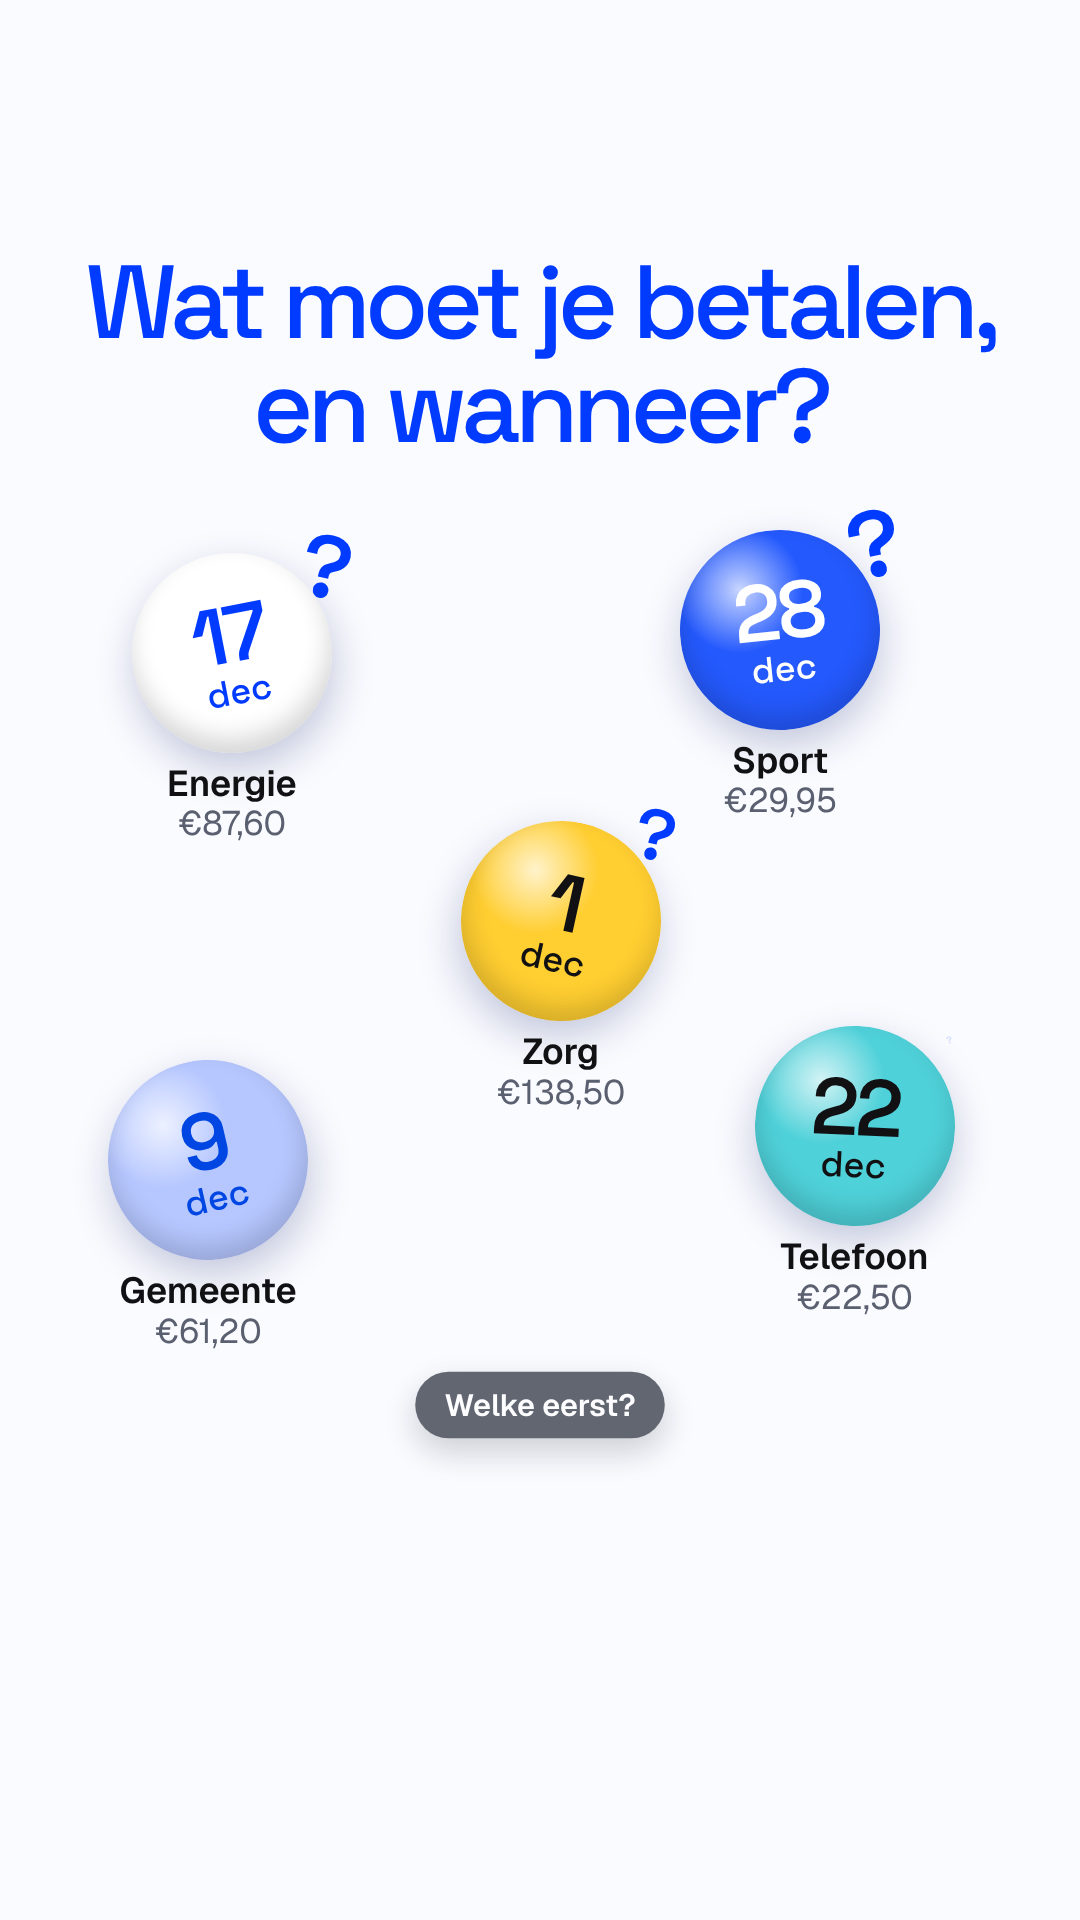 Wat moet je betalen,
en wanneer?
?
17
dec
Energie
€87,60
?
28
dec
Sport
€29,95
?
1
dec
Zorg
€138,50
9
dec
Gemeente
€61,20
?
22
dec
Telefoon
€22,50
Welke eerst?